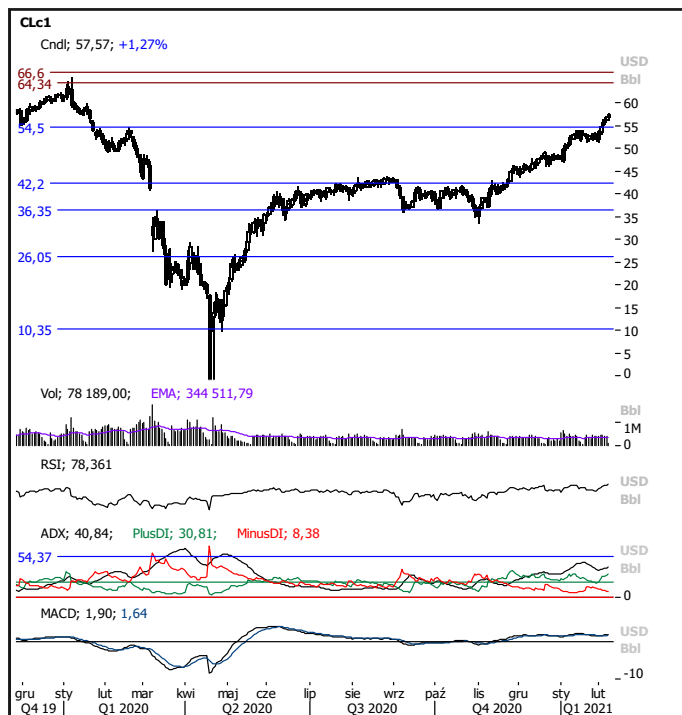 CLc1
Cndl; 57,57; +1,27%
USD
Bbl
66,6
64,34
60
54,5
55
50
45
42,2
40
36,35
35
30
26,05
25
20
15
10,35
10
5
0
Vol; 78 189,00; EMA; 344 511,79
Bbl
1M
0
RSI; 78,361
USD
Bbl
ADX; 40,84; PlusDI; 30,81; MinusDI; 8,38
USD
54,37
Bbl
0
MACD; 1,90; 1,64
USD
Bbl
-10
gru sty lut mar kwi maj cze lip sie wrz paź lis gru sty lut
Q4 19 Q1 2020 Q2 2020 Q3 2020 Q4 2020 Q1 2021